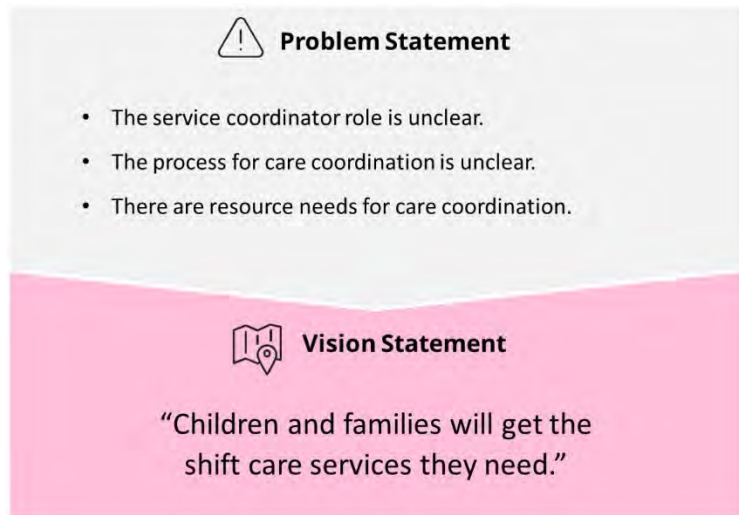 Problem Statement
• The service coordinator role is unclear.
• The process for care coordination is unclear.
• There are resource needs for care coordination.
Vision Statement
“Children and families will get the
shift care services they need.”